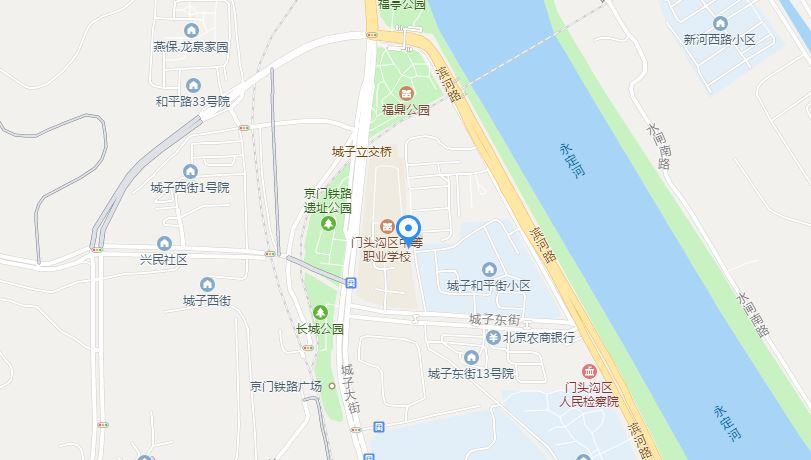 福亭公园
新河西路小区
燕保.龙泉家园
滨河路
和平路33号院
福鼎公园
水闸南路
永定河
城子立交桥
城子西街1号院
京门铁路
遗址公园
门头沟区中等
职业学校
滨河路
兴民社区
城子和平街小区
城子西街
水闸南路
长城公园
城子东街
北京农商银行
城子大街
城子东街13号院
京门铁路广场
门头沟区
人民检察院
永定河
滨河路